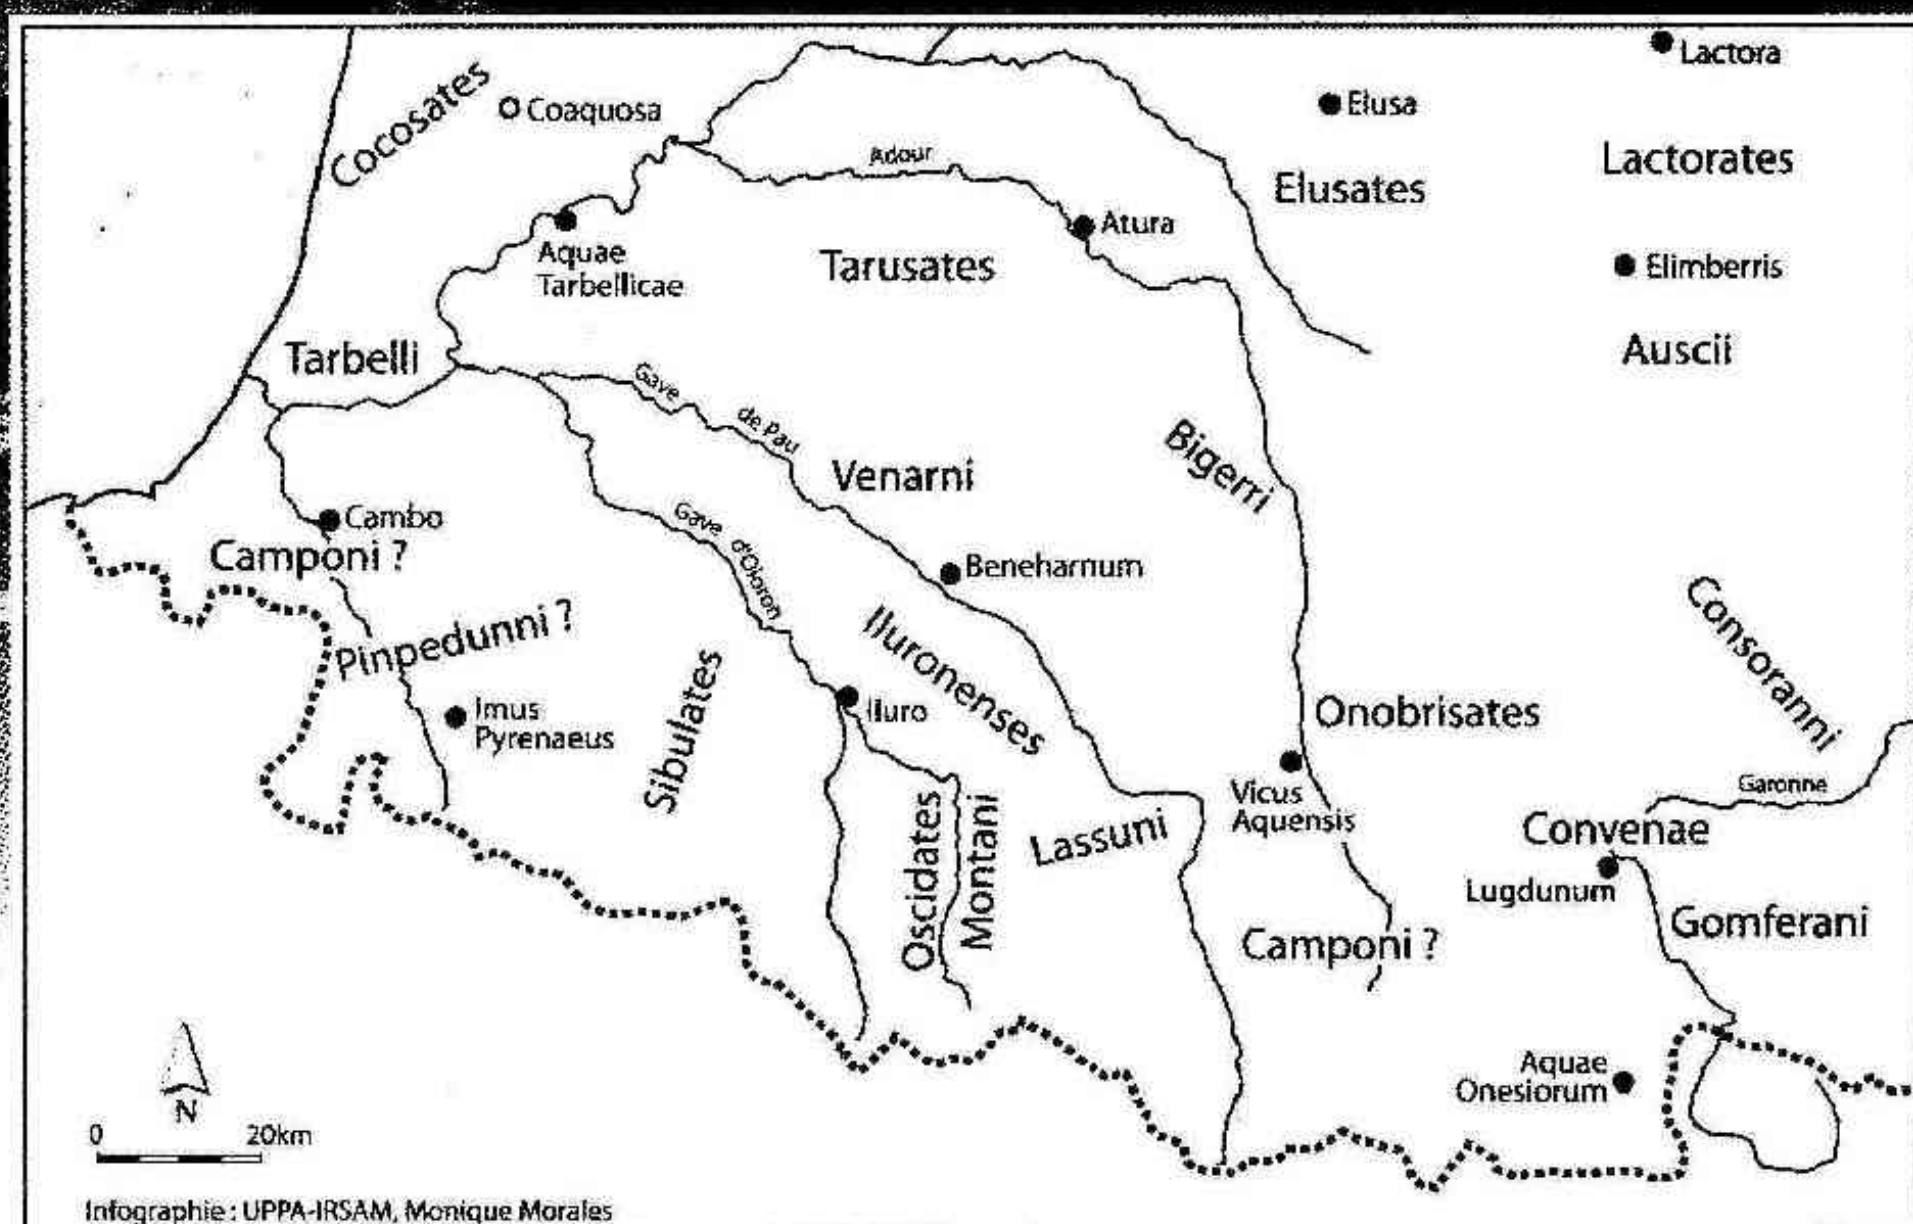 Lactora
Cocosates
Coaquosa
Elusa
Lactorates
Adour
Elusates
Atura
Aquae
Tarbellicae
Tarusates
Elimberris
Tarbelli
Auscii
Gave
de Pau
Bigerri
Venarni
Cambo
Camponi ?
Gave
d'Oloron
Beneharnum
Pinpedunni ?
Iluronenses
Consoranni
Sibulates
Imus
Pyrenaeus
Iluro
Onobrisates
Vicus
Aquensis
Garonne
Oscidates
Montani
Lassuni
Convenae
Lugdunum
Gomferani
Camponi ?
Aquae
Onesiorum
N
0 20km
Infographie : UPPA-IRSAM, Monique Morales